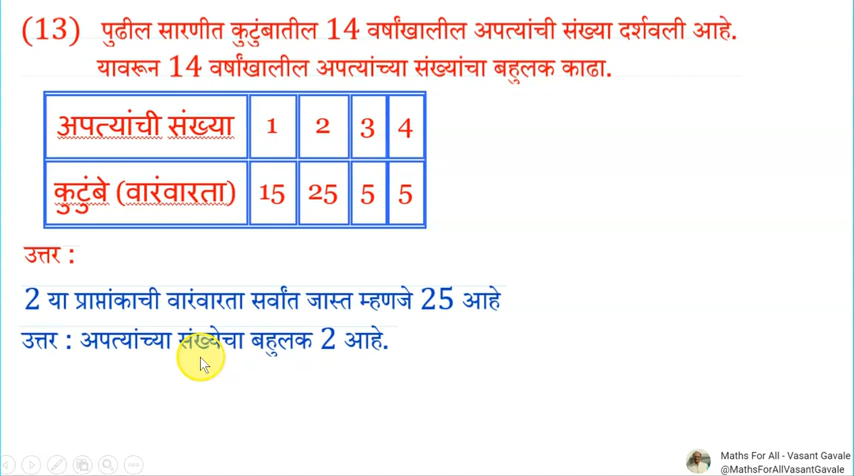 (13) पुढील सारणीत कुटुंबातील 14 वर्षांखालील अपत्यांची संख्या दर्शवली आहे.
यावरून 14 वर्षांखालील अपत्यांच्या संख्यांचा बहुलक काढा.
अपत्यांची संख्या 1 2 3 4
कुटुंबे (वारंवारता) 15 25 5 5
उत्तर :
2 या प्राप्तांकाची वारंवारता सर्वांत जास्त म्हणजे 25 आहे
उत्तर : अपत्यांच्या संख्येचा बहुलक 2 आहे.
Maths For All - Vasant Gavale
@MathsForAllVasantGavale